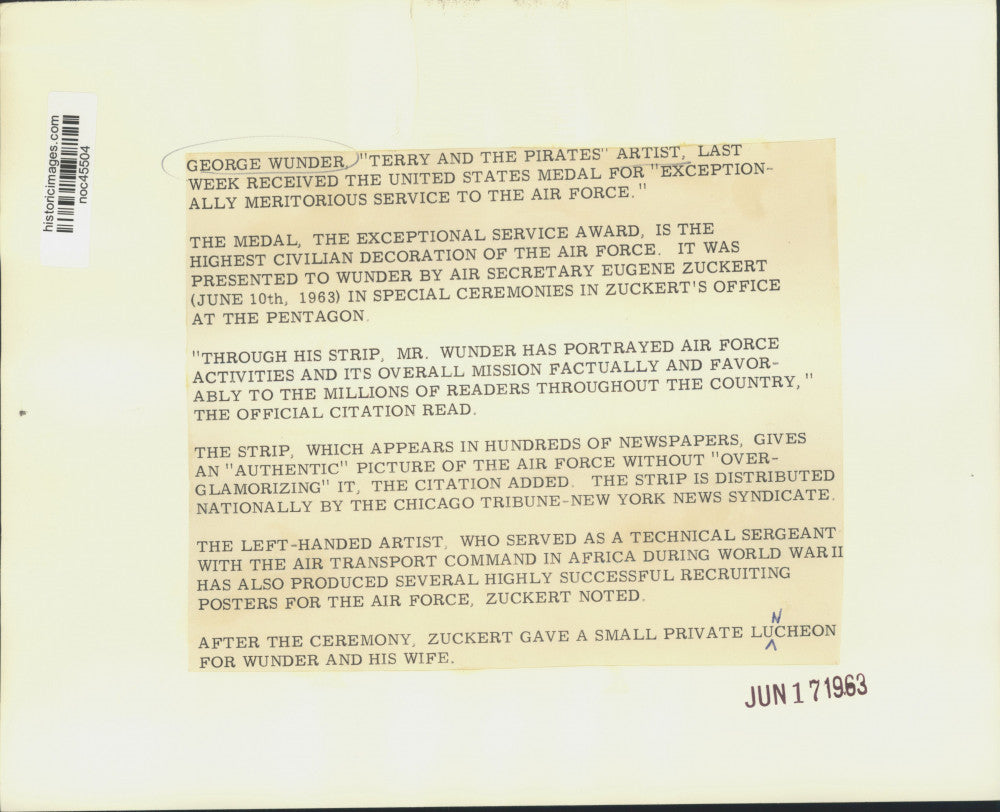 historicimages.com
noc45504
GEORGE WUNDER, "TERRY AND THE PIRATES" ARTIST, LAST
WEEK RECEIVED THE UNITED STATES MEDAL FOR "EXCEPTION-
ALLY MERITORIOUS SERVICE TO THE AIR FORCE."
THE MEDAL, THE EXCEPTIONAL SERVICE AWARD, IS THE
HIGHEST CIVILIAN DECORATION OF THE AIR FORCE. IT WAS
PRESENTED TO WUNDER BY AIR SECRETARY EUGENE ZUCKERT
(JUNE 10th, 1963) IN SPECIAL CEREMONIES IN ZUCKERT'S OFFICE
AT THE PENTAGON.
"THROUGH HIS STRIP, MR. WUNDER HAS PORTRAYED AIR FORCE
ACTIVITIES AND ITS OVERALL MISSION FACTUALLY AND FAVOR-
ABLY TO THE MILLIONS OF READERS THROUGHOUT THE COUNTRY,"
THE OFFICIAL CITATION READ.
THE STRIP, WHICH APPEARS IN HUNDREDS OF NEWSPAPERS, GIVES
AN "AUTHENTIC" PICTURE OF THE AIR FORCE WITHOUT "OVER-
GLAMORIZING" IT, THE CITATION ADDED. THE STRIP IS DISTRIBUTED
NATIONALLY BY THE CHICAGO TRIBUNE-NEW YORK NEWS SYNDICATE.
THE LEFT-HANDED ARTIST, WHO SERVED AS A TECHNICAL SERGEANT
WITH THE AIR TRANSPORT COMMAND IN AFRICA DURING WORLD WAR II
HAS ALSO PRODUCED SEVERAL HIGHLY SUCCESSFUL RECRUITING
POSTERS FOR THE AIR FORCE, ZUCKERT NOTED.
N
AFTER THE CEREMONY, ZUCKERT GAVE A SMALL PRIVATE LUCHEON
FOR WUNDER AND HIS WIFE.
JUN 17 1963